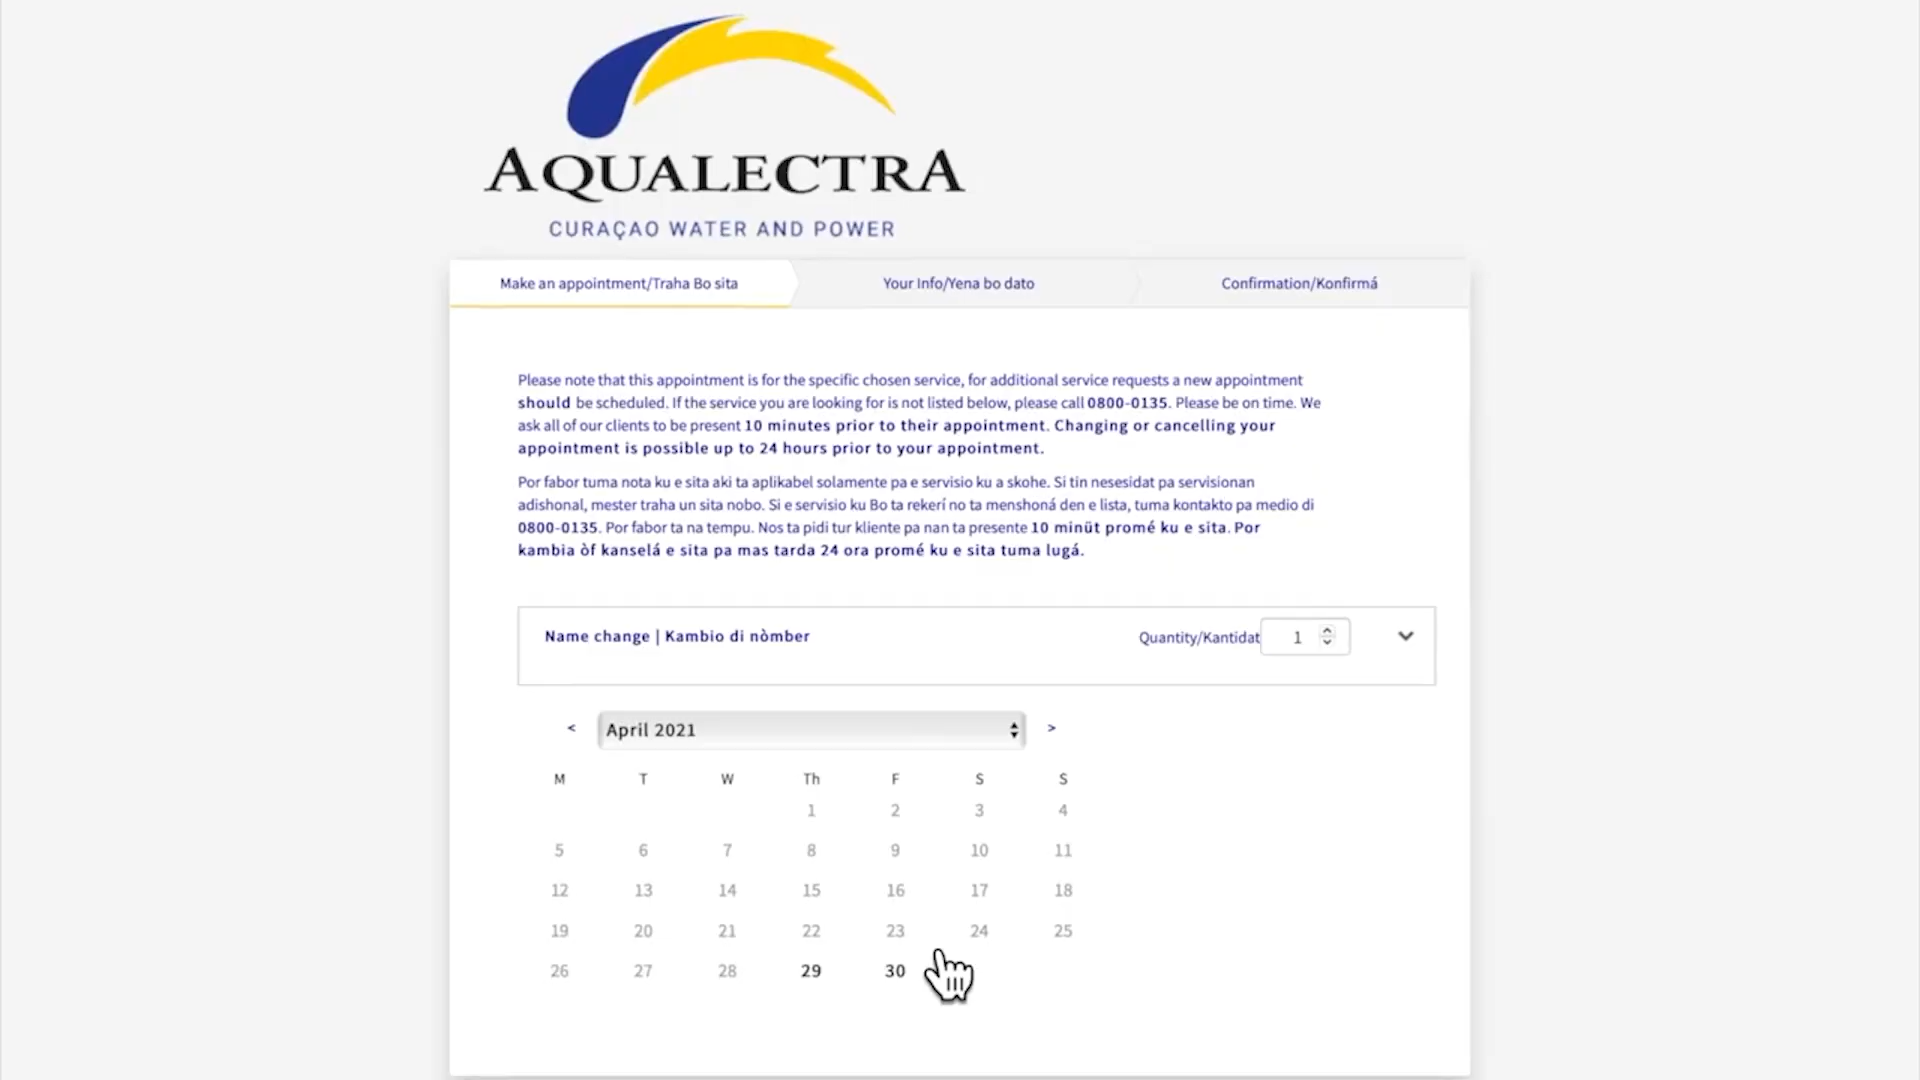 AQUALECTRA
CURAÇAO WATER AND POWER
Make an appointment/Traha Bo sita
Your Info/Yena bo dato
Confirmation/Konfirmá
Please note that this appointment is for the specific chosen service, for additional service requests a new appointment
should be scheduled. If the service you are looking for is not listed below, please call 0800-0135. Please be on time. We
ask all of our clients to be present 10 minutes prior to their appointment. Changing or cancelling your
appointment is possible up to 24 hours prior to your appointment.
Por fabor tuma nota ku e sita aki ta aplikabel solamente pa e servisio ku a skohe. Si tin nesesidat pa servisionan
adishonal, mester traha un sita nobo. Si e servisio ku Bo ta rekerí no ta menshoná den e lista, tuma kontakto pa medio di
0800-0135. Por fabor ta na tempu. Nos ta pidi tur kliente pa nan ta presente 10 minüt promé ku e sita. Por
kambia òf kanselá e sita pa mas tarda 24 ora promé ku e sita tuma lugá.
Name change | Kambio di nòmber
Quantity/Kantidat 1
< April 2021 >
M T W Th F S S
1 2 3 4
5 6 7 8 9 10 11
12 13 14 15 16 17 18
19 20 21 22 23 24 25
26 27 28 29 30